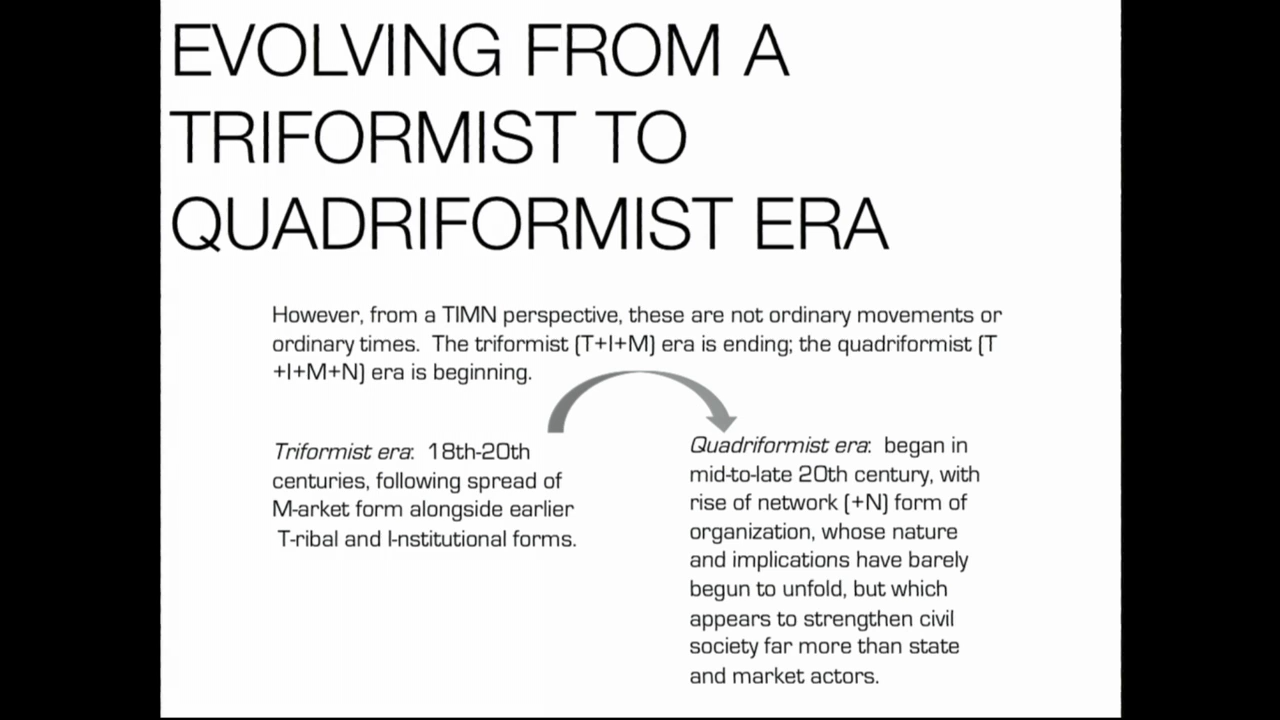 EVOLVING FROM A
TRIFORMIST TO
QUADRIFORMIST ERA
However, from a TIMN perspective, these are not ordinary movements or
ordinary times.  The triformist (T+I+M) era is ending; the quadriformist (T
+I+M+N) era is beginning.
Triformist era:  18th-20th
centuries, following spread of
M-arket form alongside earlier
T-ribal and I-nstitutional forms.
Quadriformist era:  began in
mid-to-late 20th century, with
rise of network (+N) form of
organization, whose nature
and implications have barely
begun to unfold, but which
appears to strengthen civil
society far more than state
and market actors.